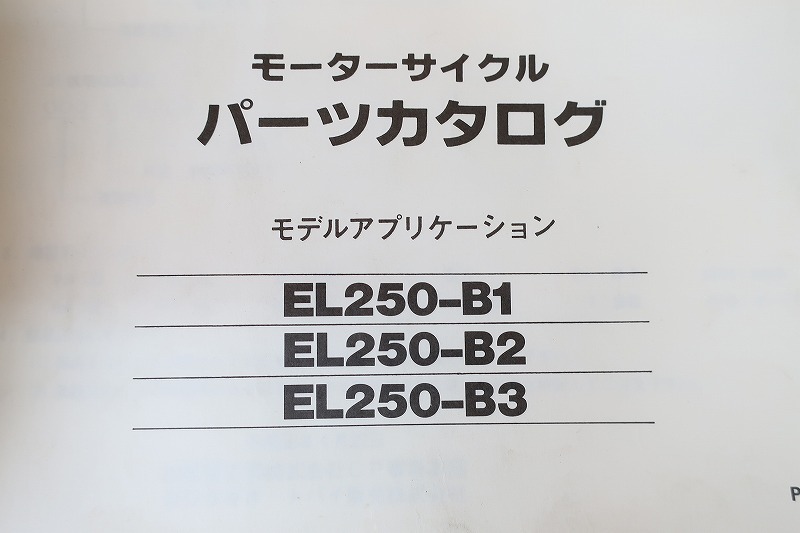 モーターサイクル
パーツカタログ
モデルアプリケーション
EL250-B1
EL250-B2
EL250-B3
P